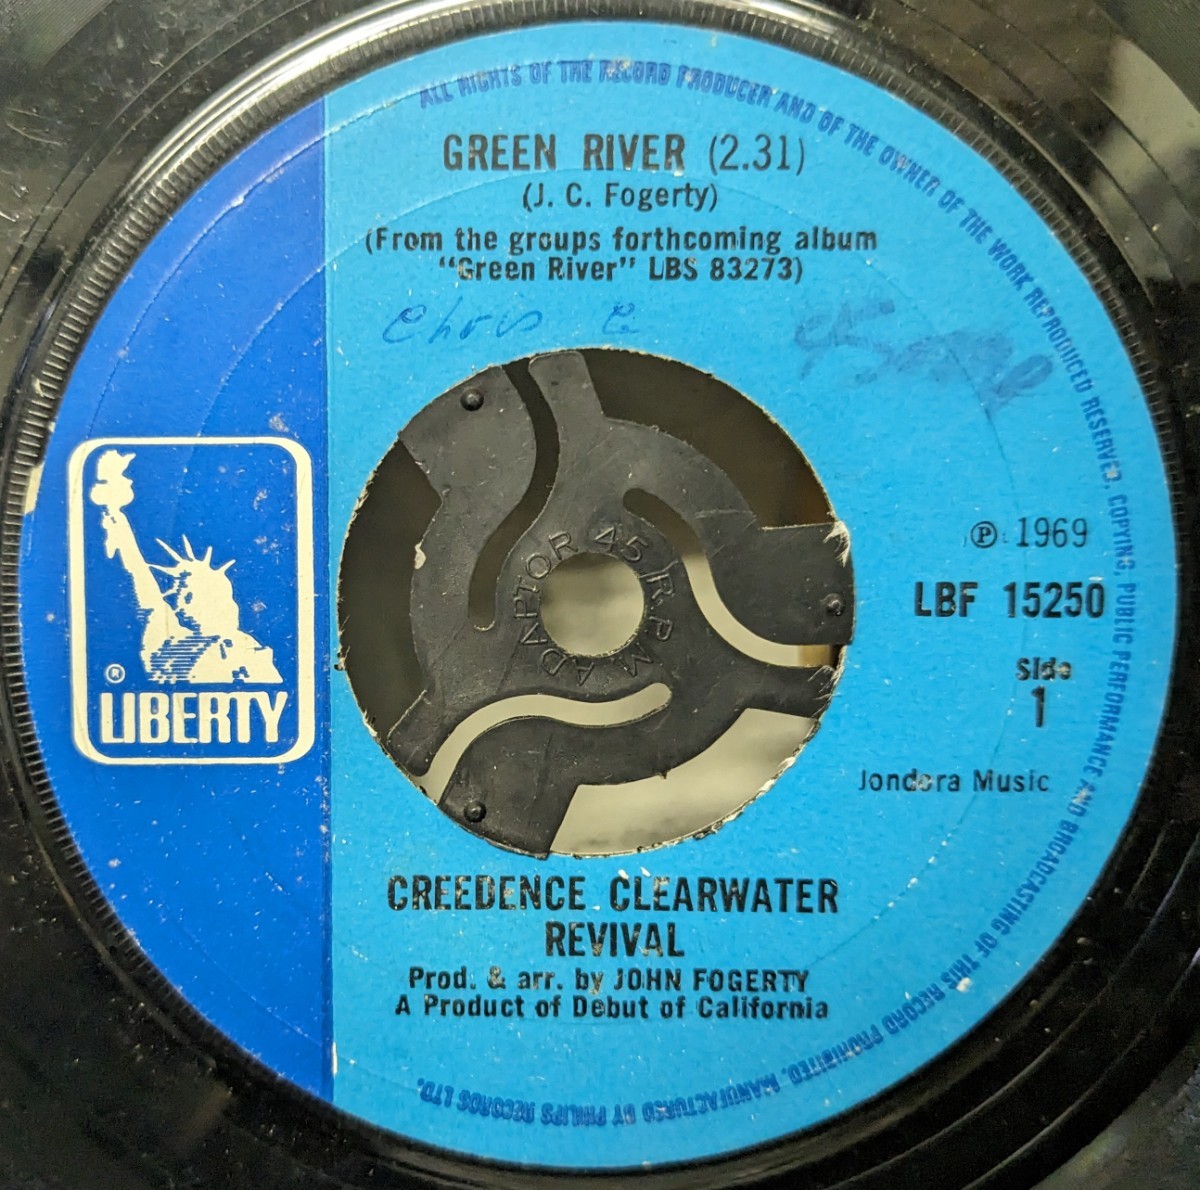 ALL RIGHTS OF THE RECORD PRODUCER AND OF THE OWNER OF THE WORK REPRODUCED RESERVED, COPYING, PUBLIC PERFORMANCE AND BROADCASTING OF THIS RECORD PROHIBITED. MANUFACTURED BY PHILIPS RECORDS LTD.
GREEN RIVER (2.31)
(J. C. Fogerty)
(From the groups forthcoming album
"Green River" LBS 83273)
Chris C
℗ 1969
LBF 15250
Side
1
ADAPTOR 45 R.P.M
® LIBERTY
Jondora Music
CREEDENCE CLEARWATER
REVIVAL
Prod. & arr. by JOHN FOGERTY
A Product of Debut of California